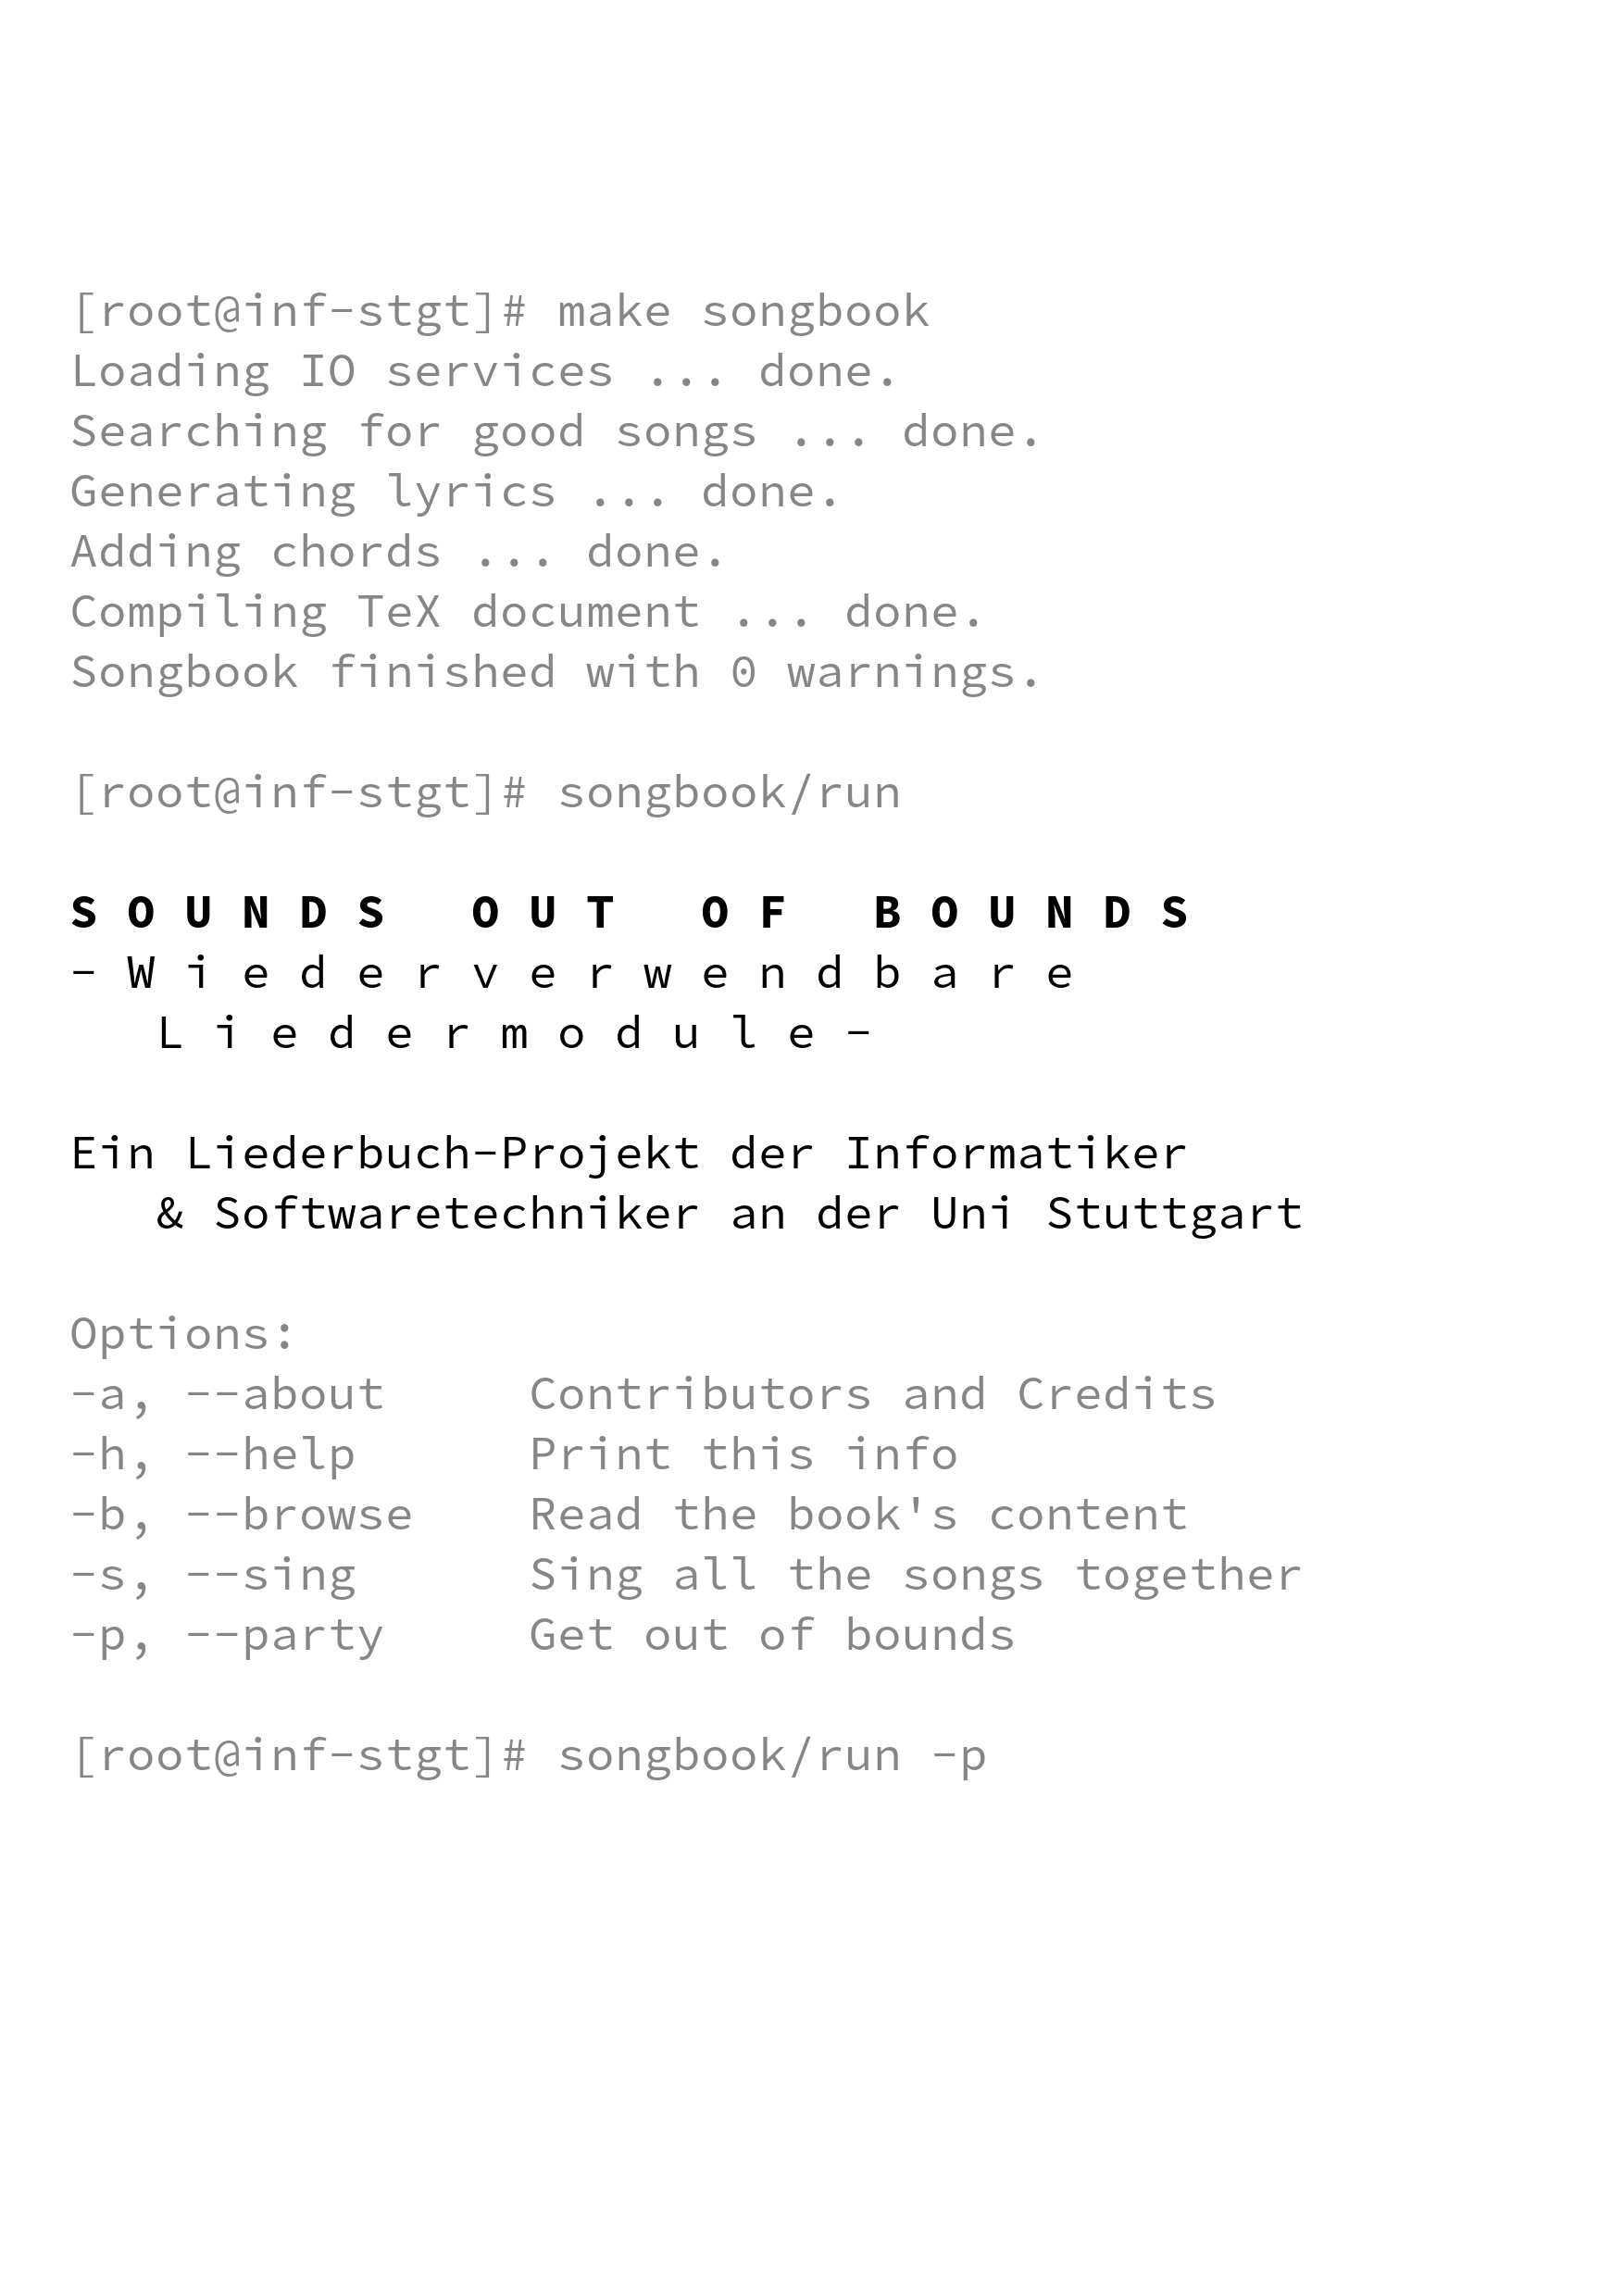 [root@inf-stgt]# make songbook
Loading IO services ... done.
Searching for good songs ... done.
Generating lyrics ... done.
Adding chords ... done.
Compiling TeX document ... done.
Songbook finished with 0 warnings.
[root@inf-stgt]# songbook/run
S O U N D S   O U T   O F   B O U N D S
- W i e d e r v e r w e n d b a r e
L i e d e r m o d u l e -
Ein Liederbuch-Projekt der Informatiker
& Softwaretechniker an der Uni Stuttgart
Options:
-a, --about     Contributors and Credits
-h, --help      Print this info
-b, --browse    Read the book's content
-s, --sing      Sing all the songs together
-p, --party     Get out of bounds
[root@inf-stgt]# songbook/run -p